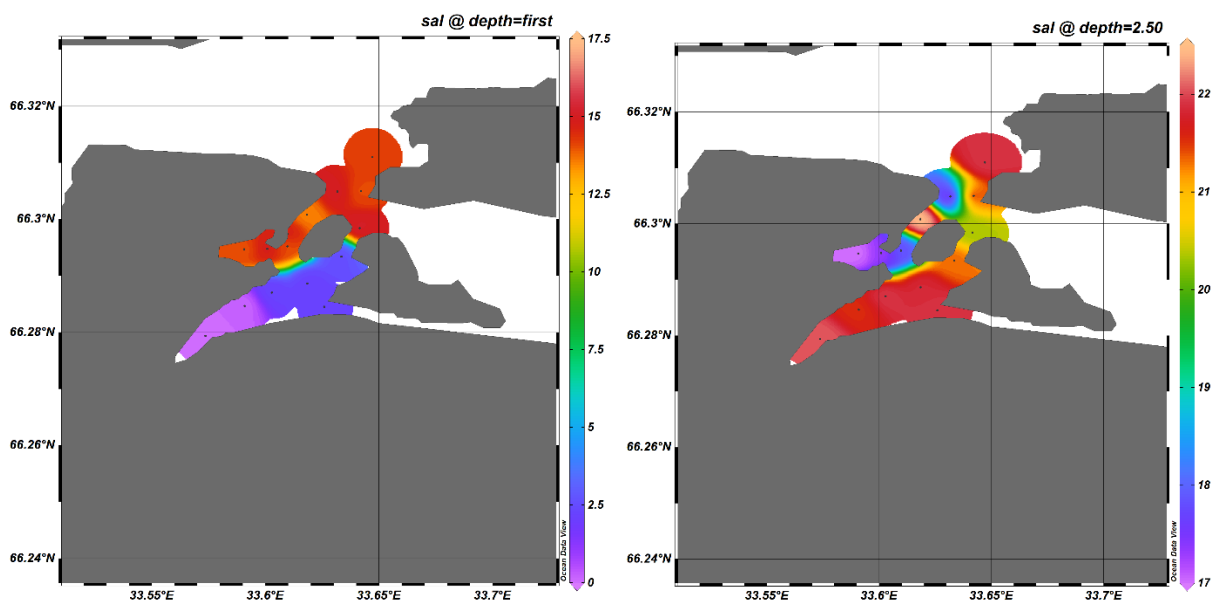 sal @ depth=first
17.5
15
12.5
10
7.5
5
2.5
0
66.32°N
66.3°N
66.28°N
66.26°N
66.24°N
33.55°E 33.6°E 33.65°E 33.7°E
Ocean Data View
sal @ depth=2.50
22
21
20
19
18
17
66.32°N
66.3°N
66.28°N
66.26°N
66.24°N
33.55°E 33.6°E 33.65°E 33.7°E
Ocean Data View